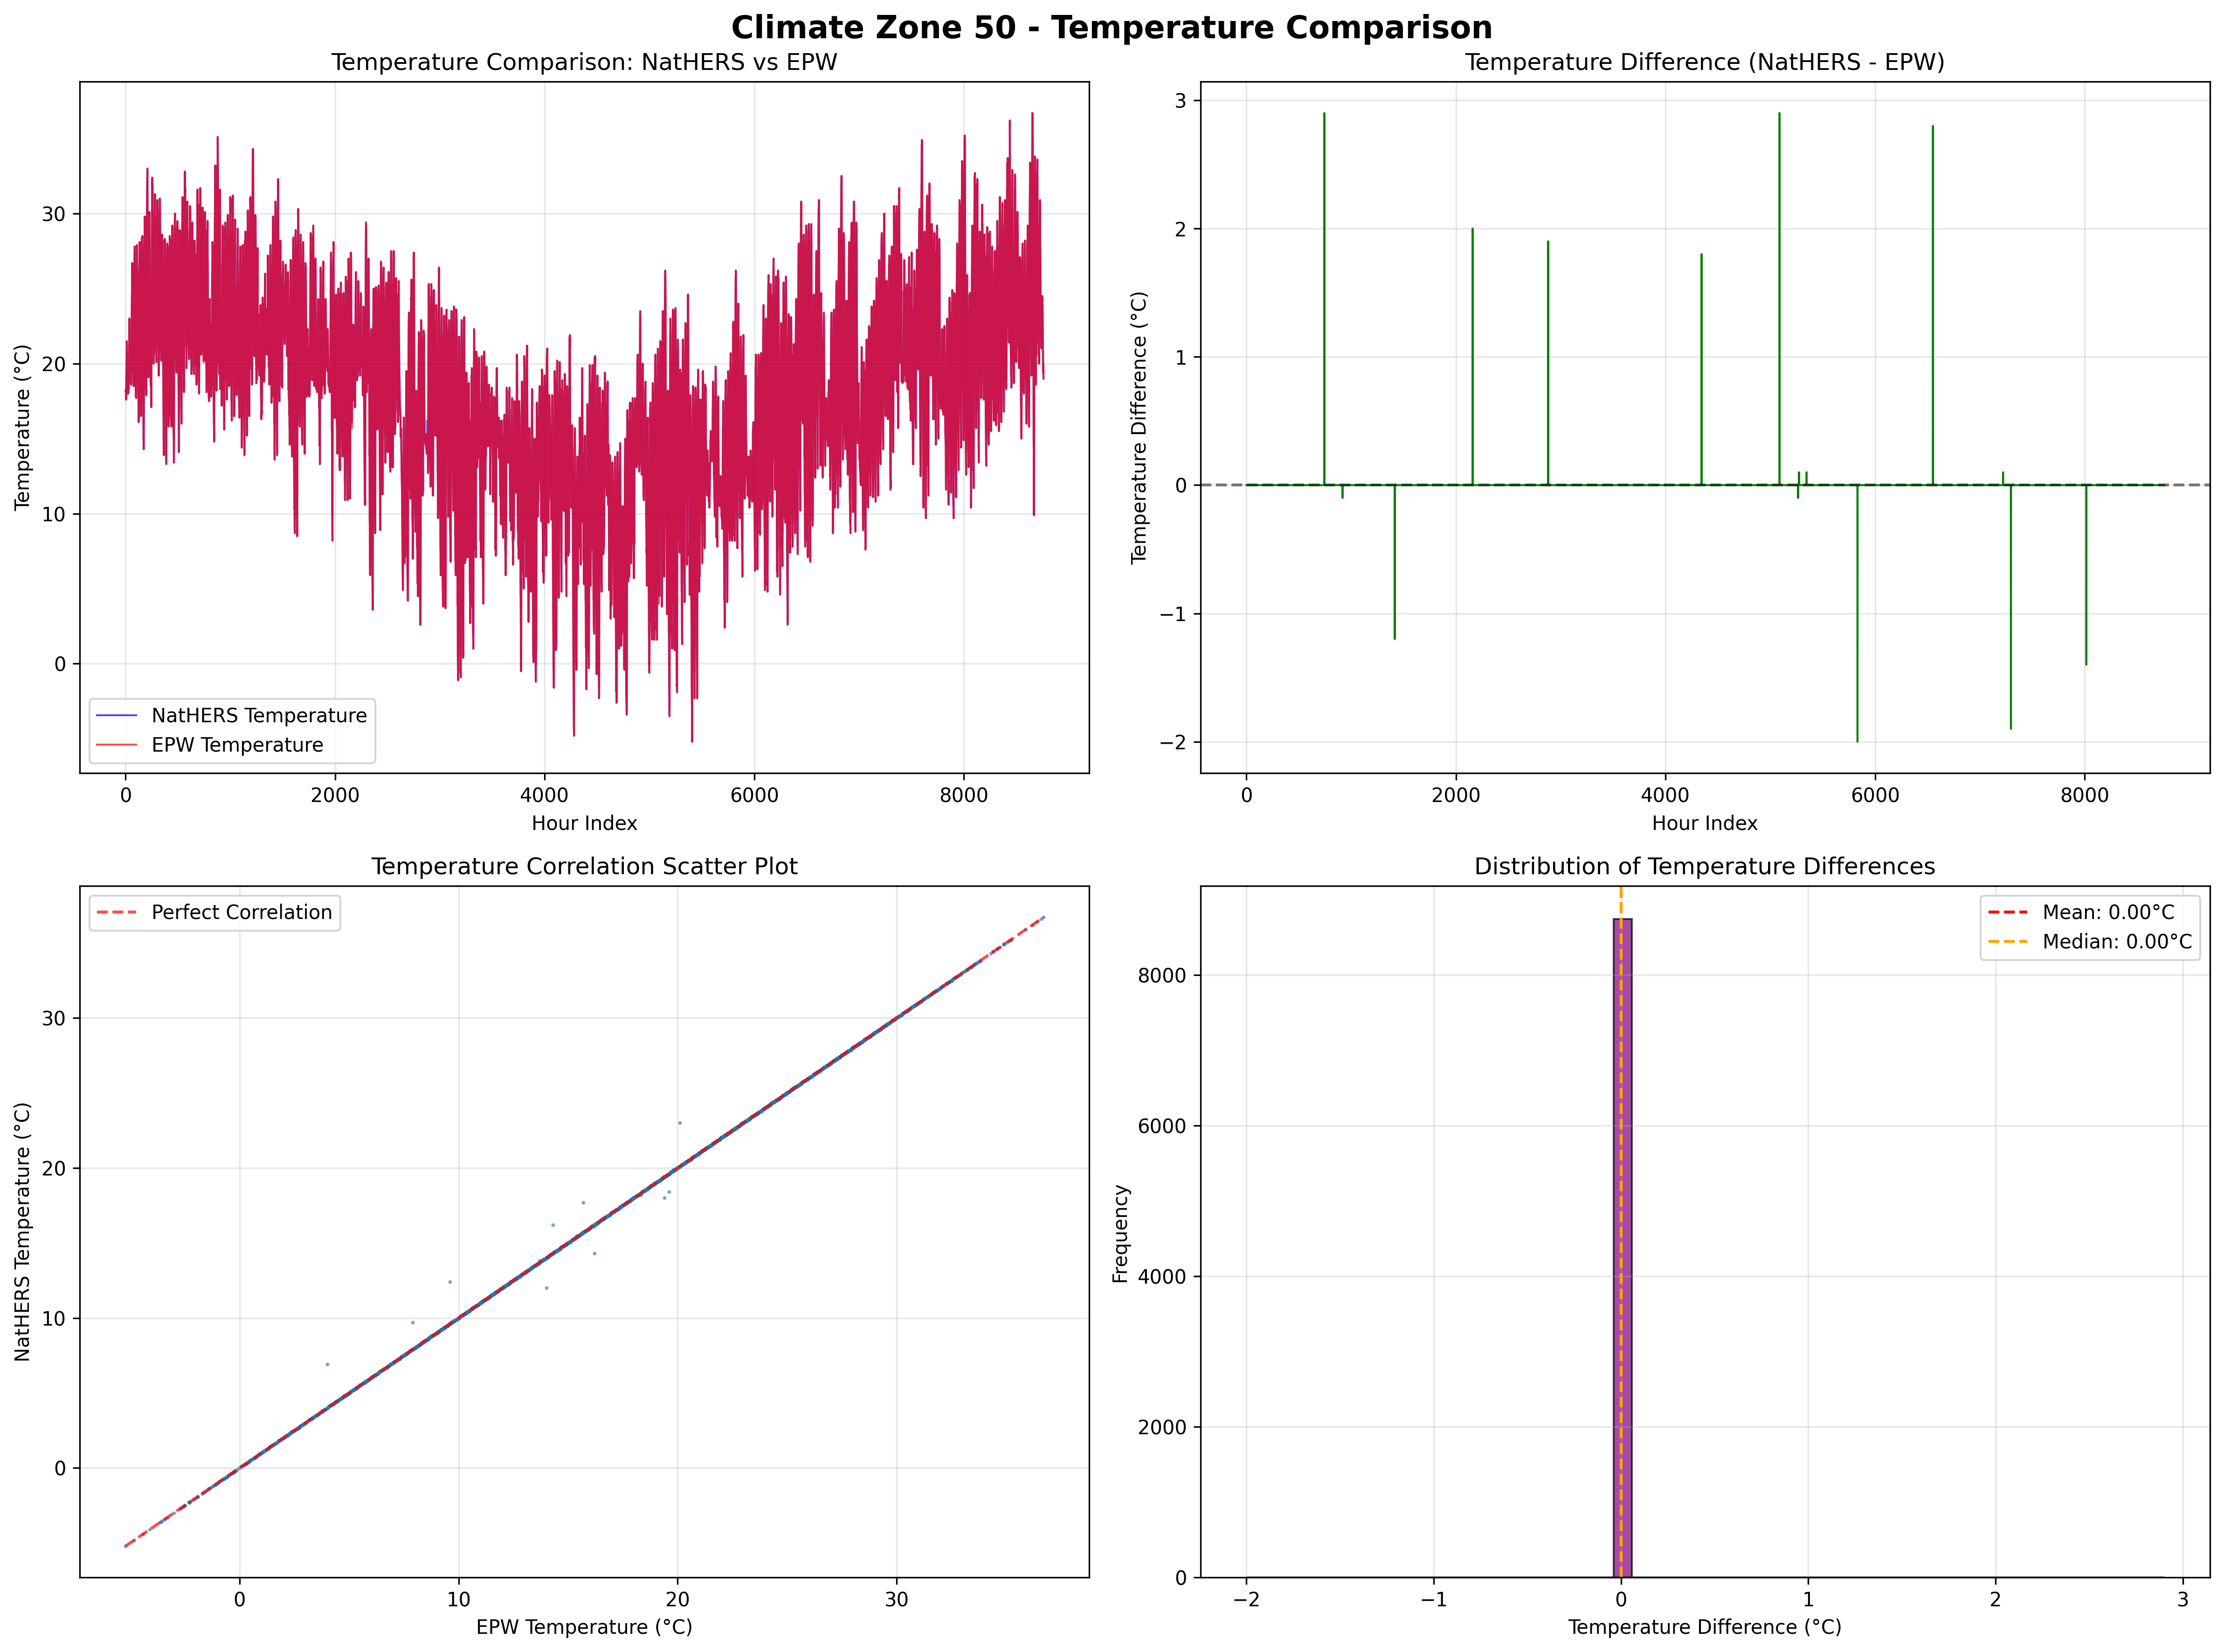 Climate Zone 50 - Temperature Comparison
Temperature Comparison: NatHERS vs EPW
Temperature (°C)
30
20
10
0
NatHERS Temperature
EPW Temperature
0 2000 4000 6000 8000
Hour Index
Temperature Difference (NatHERS - EPW)
Temperature Difference (°C)
3
2
1
0
−1
−2
0 2000 4000 6000 8000
Hour Index
Temperature Correlation Scatter Plot
Perfect Correlation
NatHERS Temperature (°C)
30
20
10
0
0 10 20 30
EPW Temperature (°C)
Distribution of Temperature Differences
Mean: 0.00°C
Median: 0.00°C
Frequency
8000
6000
4000
2000
0
−2 −1 0 1 2 3
Temperature Difference (°C)